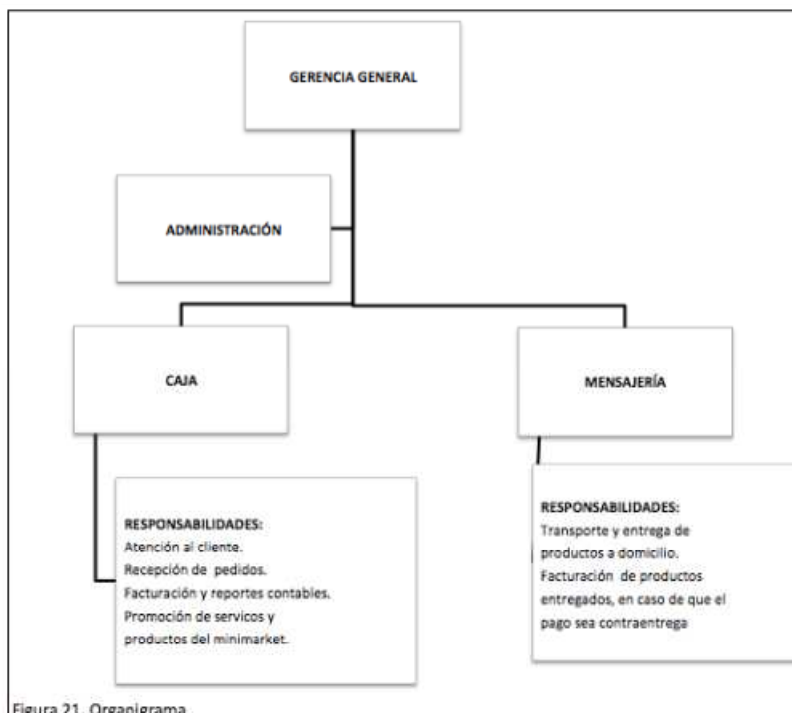 GERENCIA GENERAL
ADMINISTRACIÓN
CAJA
MENSAJERÍA
RESPONSABILIDADES:
Atención al cliente.
Recepción de pedidos.
Facturación y reportes contables.
Promoción de servicos y
productos del minimarket.
RESPONSABILIDADES:
Transporte y entrega de
productos a domicilio.
Facturación de productos
entregados, en caso de que el
pago sea contraentrega
Figura 21. Organigrama